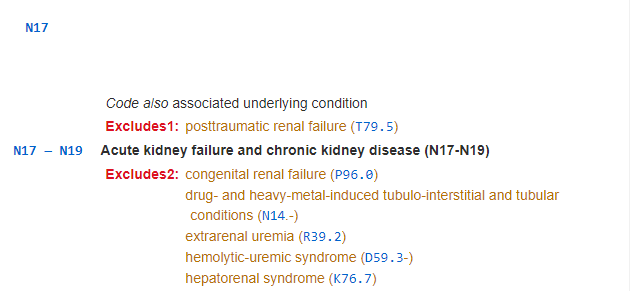 N17
Code also associated underlying condition
Excludes1: posttraumatic renal failure (T79.5)
N17 – N19 Acute kidney failure and chronic kidney disease (N17-N19)
Excludes2: congenital renal failure (P96.0)
drug- and heavy-metal-induced tubulo-interstitial and tubular
conditions (N14.-)
extrarenal uremia (R39.2)
hemolytic-uremic syndrome (D59.3-)
hepatorenal syndrome (K76.7)